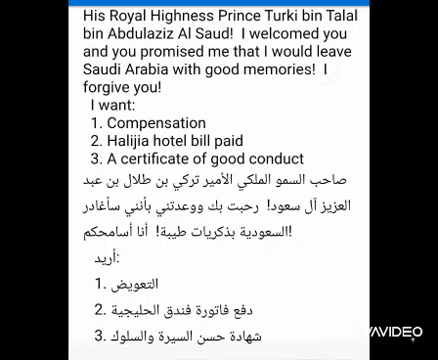 His Royal Highness Prince Turki bin Talal
bin Abdulaziz Al Saud! I welcomed you
and you promised me that I would leave
Saudi Arabia with good memories! I
forgive you!
I want:
1. Compensation
2. Halijia hotel bill paid
3. A certificate of good conduct
صاحب السمو الملكي الأمير تركي بن طلال بن عبد
العزيز آل سعود! رحبت بك ووعدتني بأنني سأغادر
السعودية بذكريات طيبة! أنا أسامحكم!
أريد:
1. التعويض
2. دفع فاتورة فندق الحليجية
3. شهادة حسن السيرة والسلوك
VAVIDEO